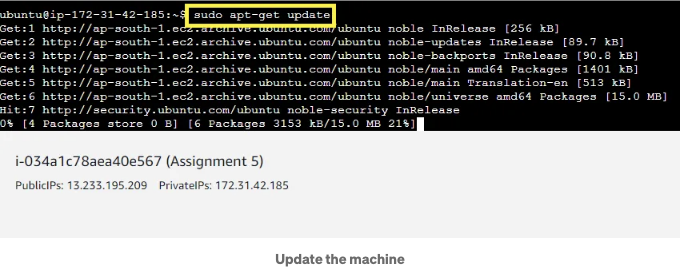 ubuntu@ip-172-31-42-185:~$ sudo apt-get update
Get:1 http://ap-south-1.ec2.archive.ubuntu.com/ubuntu noble InRelease [256 kB]
Get:2 http://ap-south-1.ec2.archive.ubuntu.com/ubuntu noble-updates InRelease [89.7 kB]
Get:3 http://ap-south-1.ec2.archive.ubuntu.com/ubuntu noble-backports InRelease [90.8 kB]
Get:4 http://ap-south-1.ec2.archive.ubuntu.com/ubuntu noble/main amd64 Packages [1401 kB]
Get:5 http://ap-south-1.ec2.archive.ubuntu.com/ubuntu noble/main Translation-en [513 kB]
Get:6 http://ap-south-1.ec2.archive.ubuntu.com/ubuntu noble/universe amd64 Packages [15.0 MB]
Hit:7 http://security.ubuntu.com/ubuntu noble-security InRelease
0% [4 Packages store 0 B] [6 Packages 3153 kB/15.0 MB 21%]
i-034a1c78aea40e567 (Assignment 5)
PublicIPs: 13.233.195.209 PrivateIPs: 172.31.42.185
Update the machine